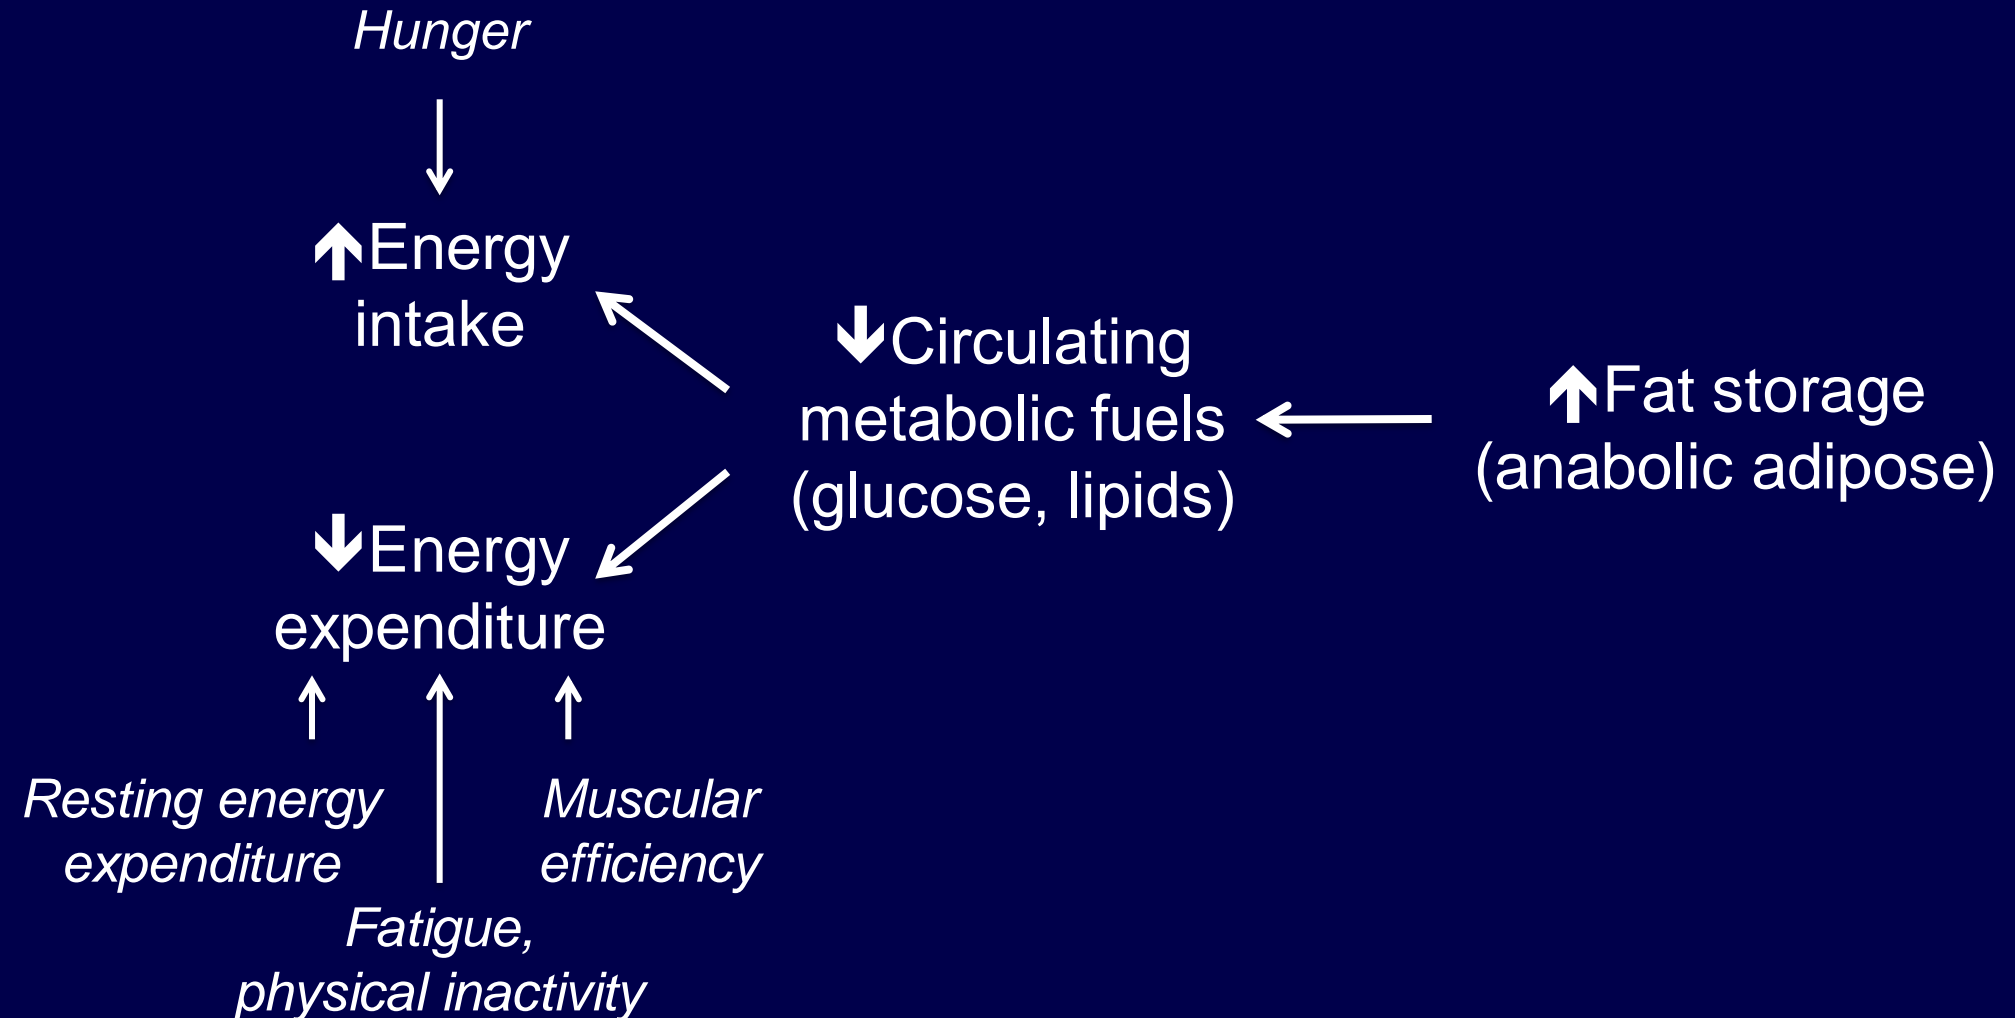 Hunger
🡹Energy
intake
🡻Circulating
metabolic fuels
(glucose, lipids)
🡹Fat storage
(anabolic adipose)
🡻Energy
expenditure
Resting energy
expenditure
Muscular
efficiency
Fatigue,
physical inactivity